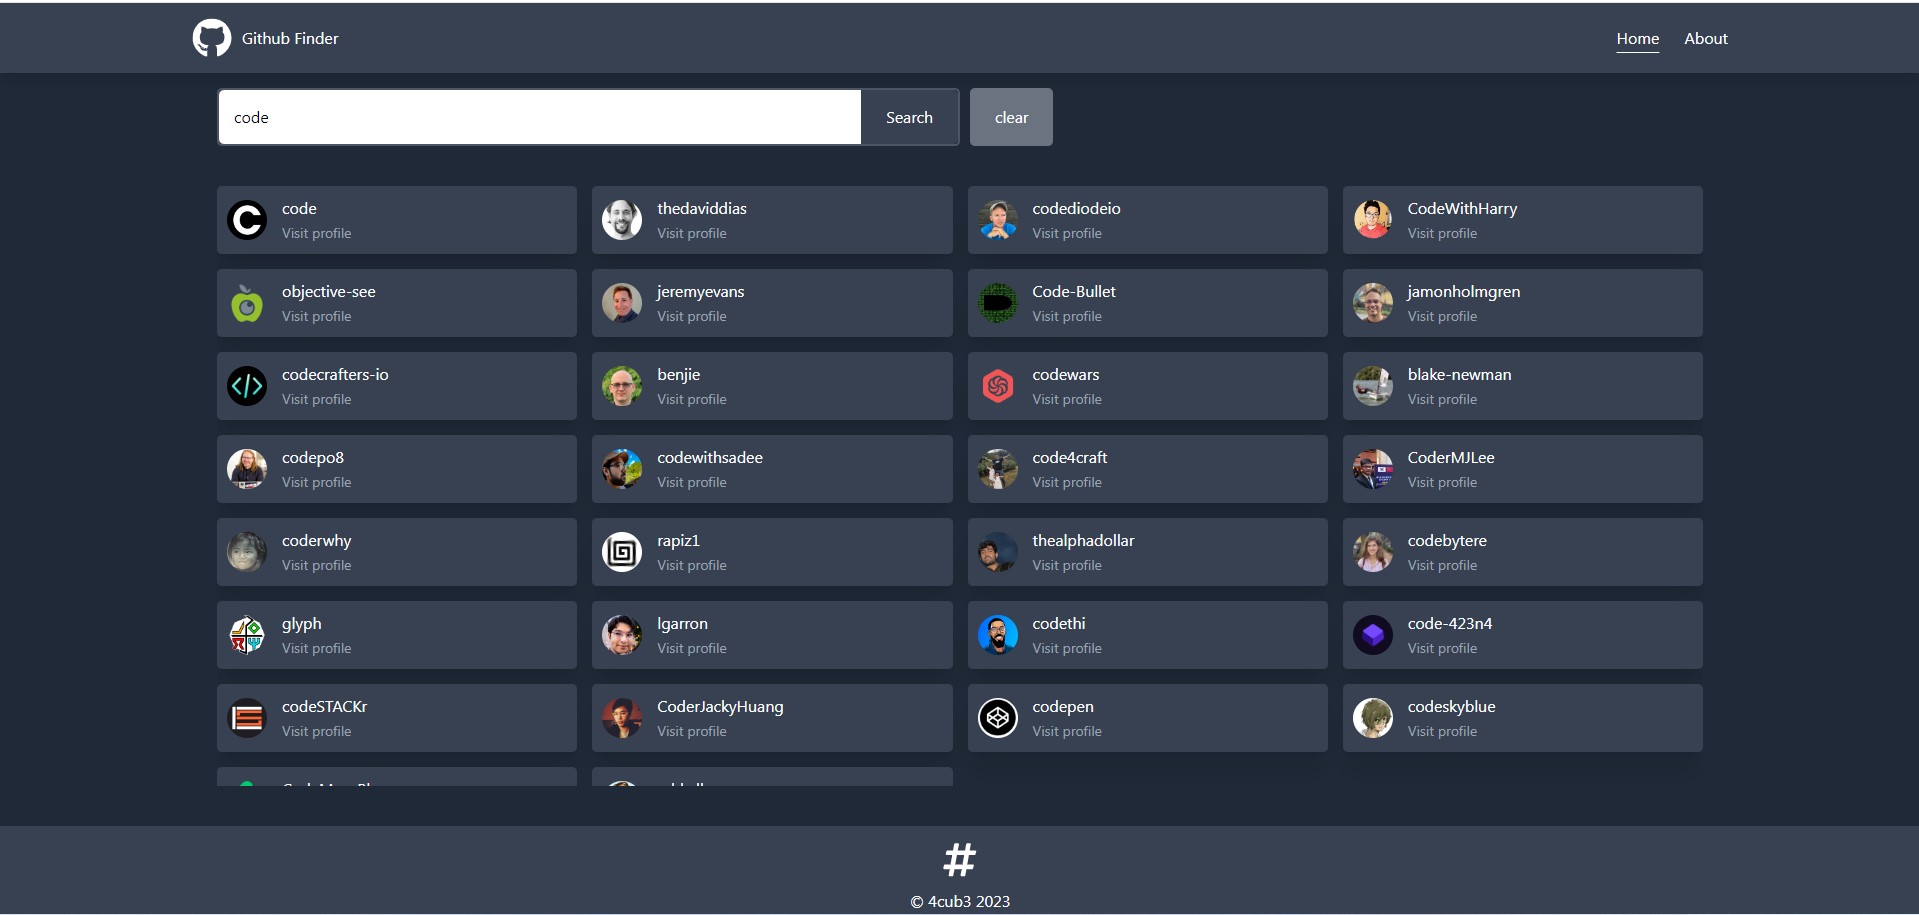 Github Finder
Home
About
code
Search
clear
code
Visit profile
thedaviddias
Visit profile
codediodeio
Visit profile
CodeWithHarry
Visit profile
objective-see
Visit profile
jeremyevans
Visit profile
Code-Bullet
Visit profile
jamonholmgren
Visit profile
codecrafters-io
Visit profile
benjie
Visit profile
codewars
Visit profile
blake-newman
Visit profile
codepo8
Visit profile
codewithsadee
Visit profile
code4craft
Visit profile
CoderMJLee
Visit profile
coderwhy
Visit profile
rapiz1
Visit profile
thealphadollar
Visit profile
codebytere
Visit profile
glyph
Visit profile
lgarron
Visit profile
codethi
Visit profile
code-423n4
Visit profile
codeSTACKr
Visit profile
CoderJackyHuang
Visit profile
codepen
Visit profile
codeskyblue
Visit profile
#
© 4cub3 2023